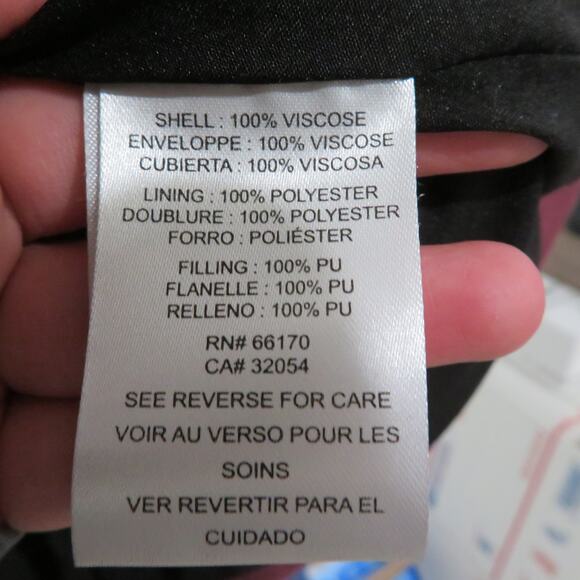 SHELL : 100% VISCOSE
ENVELOPPE : 100% VISCOSE
CUBIERTA : 100% VISCOSA
LINING : 100% POLYESTER
DOUBLURE : 100% POLYESTER
FORRO : POLIÉSTER
FILLING : 100% PU
FLANELLE : 100% PU
RELLENO : 100% PU
RN# 66170
CA# 32054
SEE REVERSE FOR CARE
VOIR AU VERSO POUR LES
SOINS
VER REVERTIR PARA EL
CUIDADO